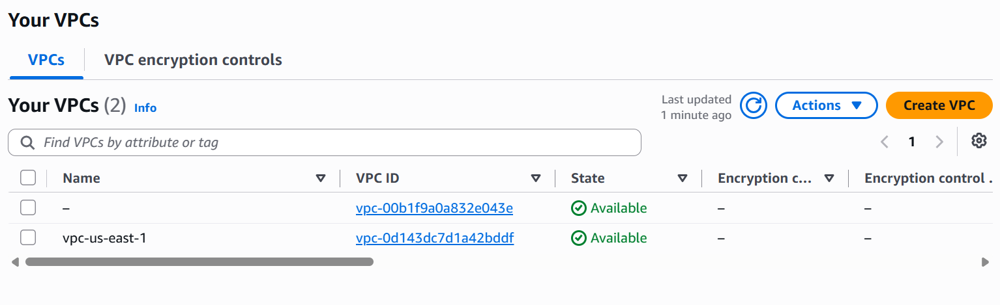 Your VPCs
VPCs VPC encryption controls
Your VPCs (2) Info
Last updated
1 minute ago
Actions
Create VPC
Find VPCs by attribute or tag
1
Name VPC ID State Encryption c... Encryption control .
– vpc-00b1f9a0a832e043e Available – –
vpc-us-east-1 vpc-0d143dc7d1a42bddf Available – –